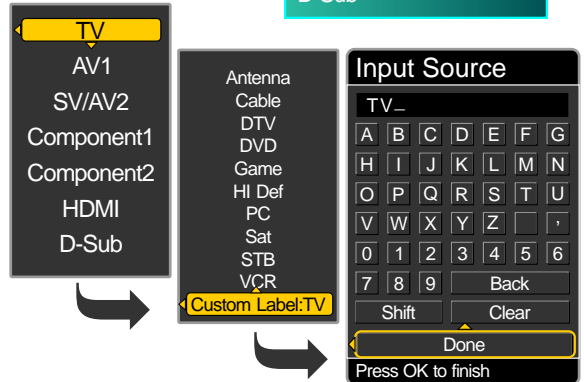 D-Sub
TV
AV1
SV/AV2
Component1
Component2
HDMI
D-Sub
Antenna
Cable
DTV
DVD
Game
HI Def
PC
Sat
STB
VCR
Custom Label:TV
Input Source
TV_
A B C D E F G
H I J K L M N
O P Q R S T U
V W X Y Z ,
0 1 2 3 4 5 6
7 8 9 Back
Shift Clear
Done
Press OK to finish